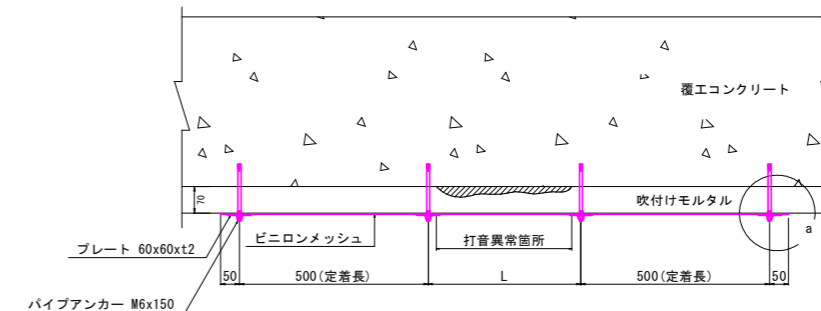 覆工コンクリート
70
吹付けモルタル
a
プレート 60x60xt2
ビニロンメッシュ
打音異常箇所
50
500(定着長)
L
500(定着長)
50
パイプアンカー M6x150